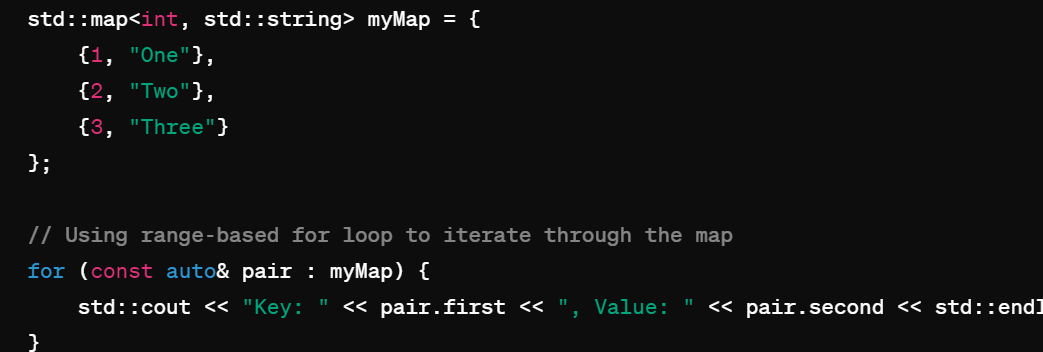 std::map<int, std::string> myMap = {
    {1, "One"},
    {2, "Two"},
    {3, "Three"}
};
// Using range-based for loop to iterate through the map
for (const auto& pair : myMap) {
    std::cout << "Key: " << pair.first << ", Value: " << pair.second << std::endl
}